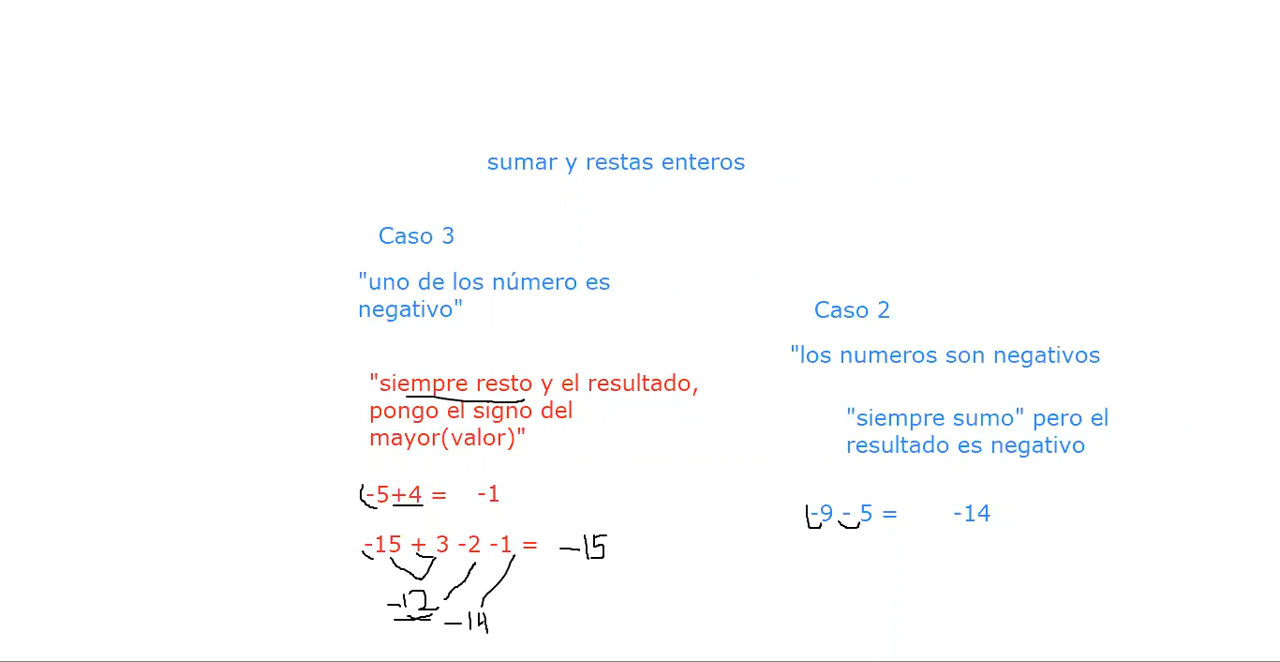 sumar y restas enteros
Caso 3
"uno de los número es
negativo"
"siempre resto y el resultado,
pongo el signo del
mayor(valor)"
-5+4 = -1
-15 + 3 -2 -1 = -15
-12
-14
Caso 2
"los numeros son negativos
"siempre sumo" pero el
resultado es negativo
-9 - 5 = -14